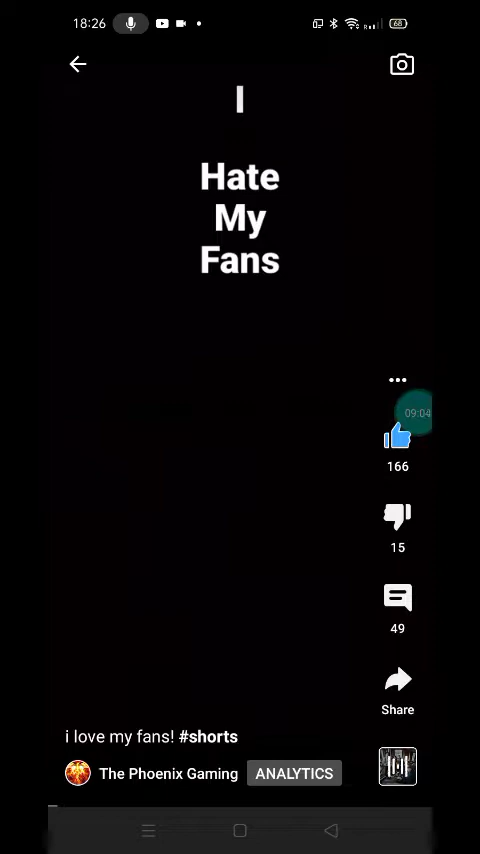 18:26
68
I
Hate
My
Fans
09:04
166
15
49
Share
i love my fans! #shorts
The Phoenix Gaming
ANALYTICS